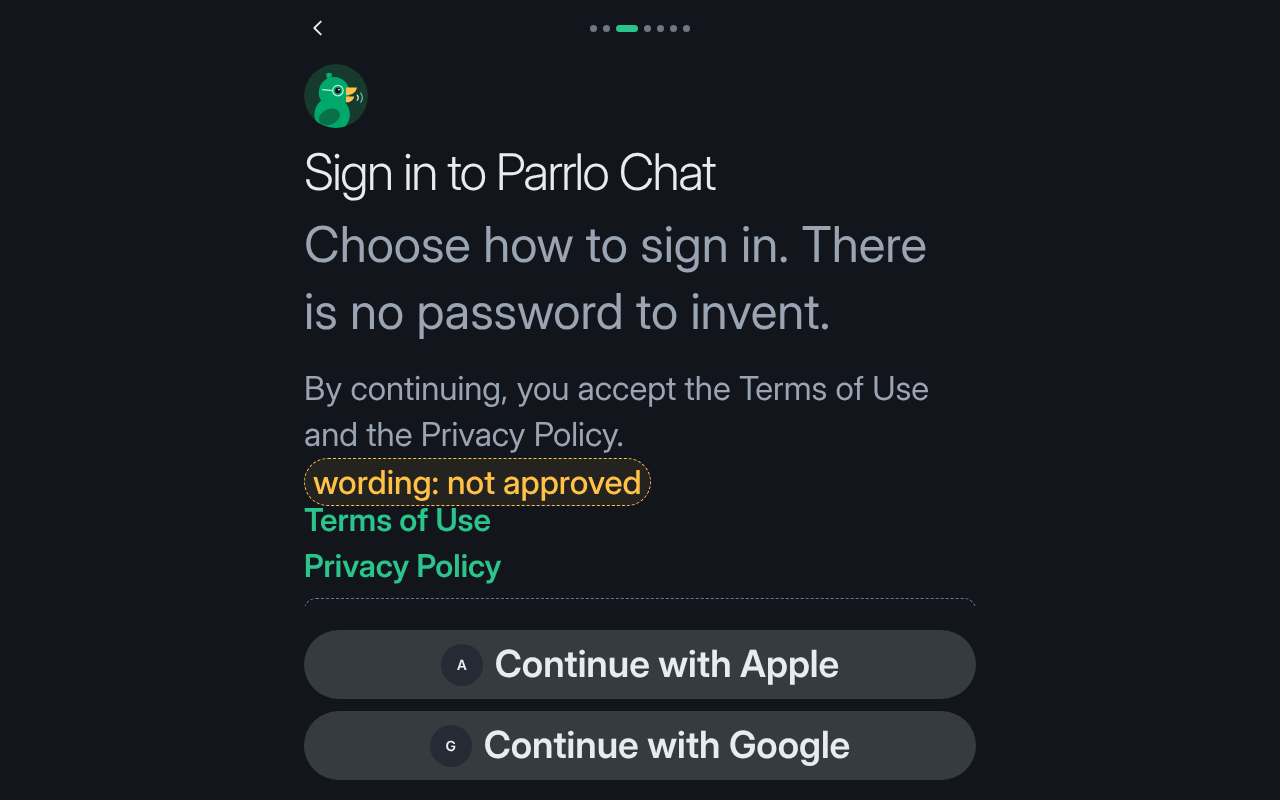 Sign in to Parrlo Chat
Choose how to sign in. There
is no password to invent.
By continuing, you accept the Terms of Use
and the Privacy Policy.
wording: not approved
Terms of Use
Privacy Policy
A Continue with Apple
G Continue with Google